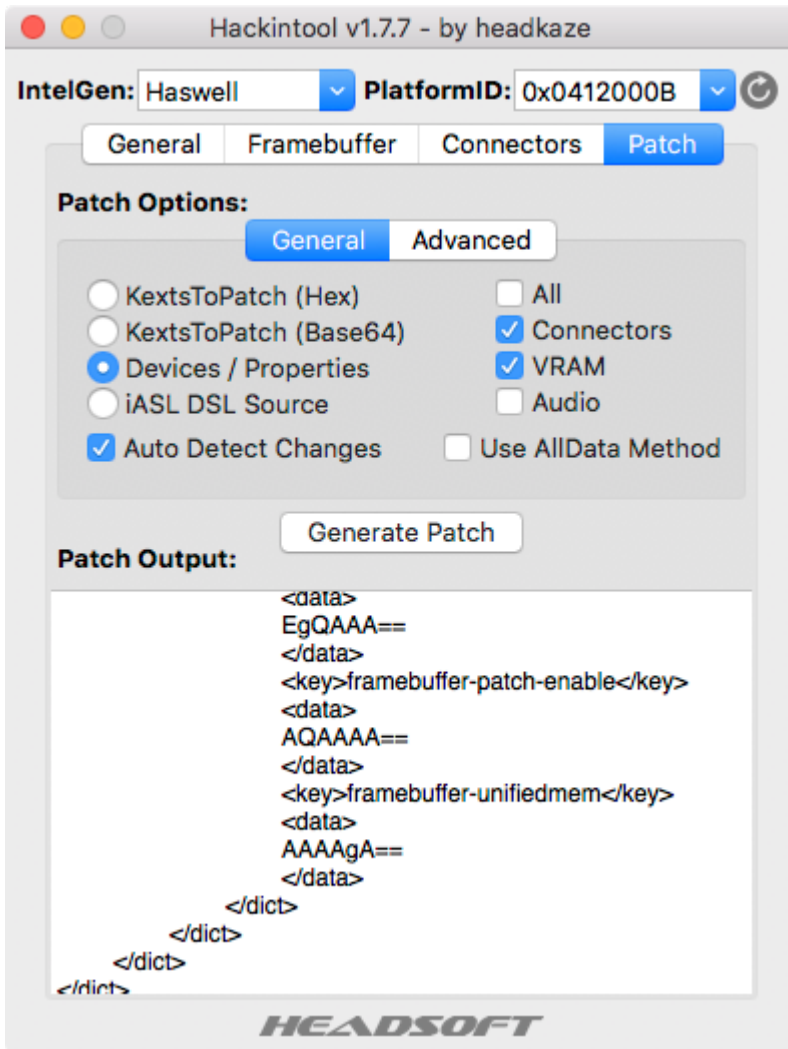 Hackintool v1.7.7 - by headkaze
IntelGen: Haswell PlatformID: 0x0412000B
General Framebuffer Connectors Patch
Patch Options:
General Advanced
KextsToPatch (Hex) All
KextsToPatch (Base64) Connectors
Devices / Properties VRAM
iASL DSL Source Audio
Auto Detect Changes Use AllData Method
Generate Patch
Patch Output:
<data>
EgQAAA==
</data>
<key>framebuffer-patch-enable</key>
<data>
AQAAAA==
</data>
<key>framebuffer-unifiedmem</key>
<data>
AAAAgA==
</data>
</dict>
</dict>
</dict>
</dict>
HEADSOFT